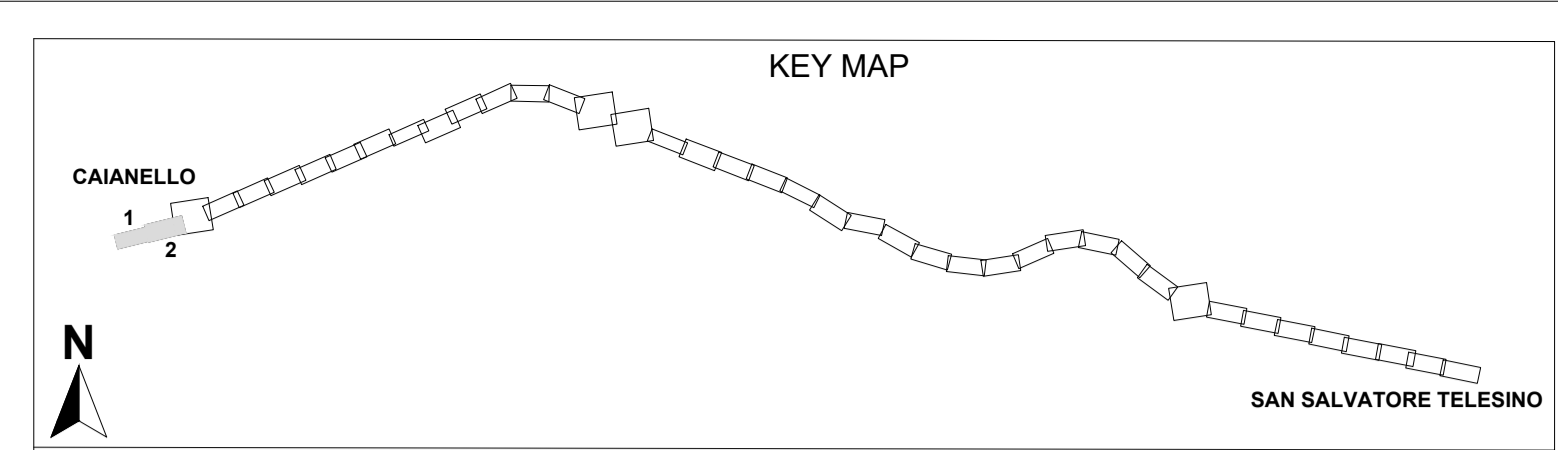 KEY MAP
CAIANELLO
1
2
N
SAN SALVATORE TELESINO